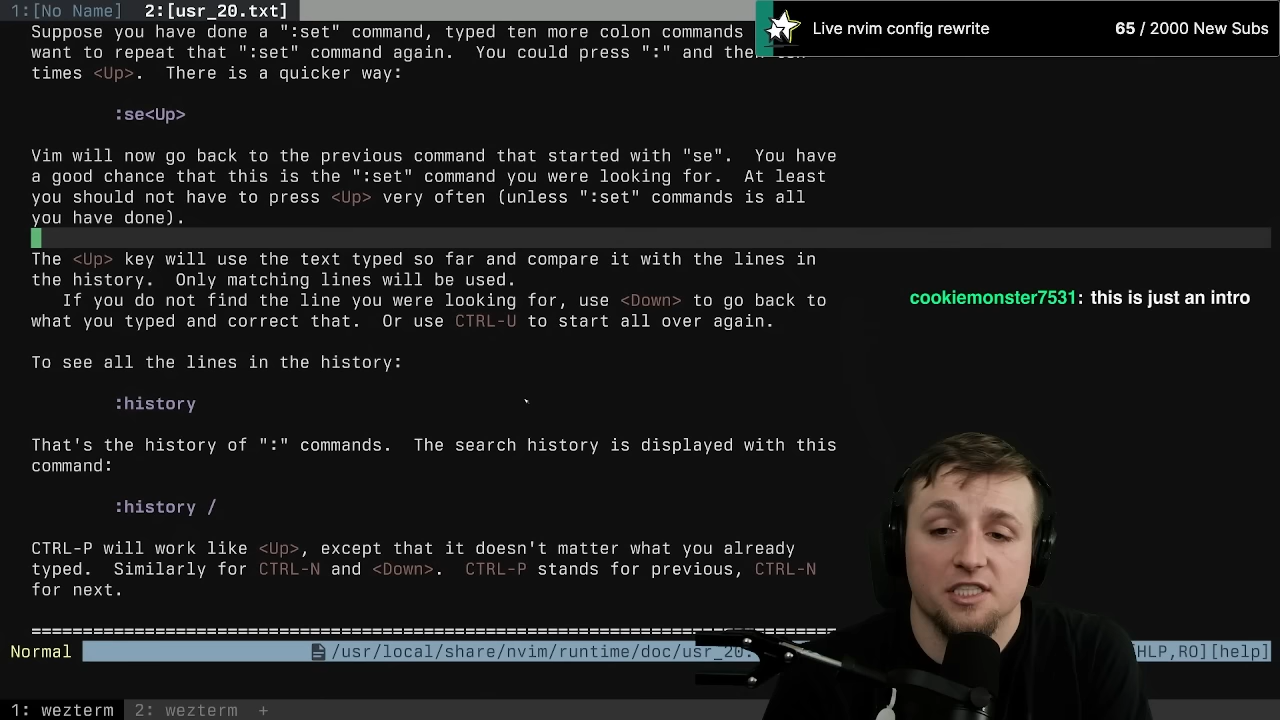 1:[No Name]  2:[usr_20.txt]
Live nvim config rewrite
65 / 2000 New Subs
Suppose you have done a ":set" command, typed ten more colon commands
want to repeat that ":set" command again.  You could press ":" and then
times <Up>.  There is a quicker way:
:se<Up>
Vim will now go back to the previous command that started with "se".  You have
a good chance that this is the ":set" command you were looking for.  At least
you should not have to press <Up> very often (unless ":set" commands is all
you have done).
The <Up> key will use the text typed so far and compare it with the lines in
the history.  Only matching lines will be used.
If you do not find the line you were looking for, use <Down> to go back to
what you typed and correct that.  Or use CTRL-U to start all over again.
cookiemonster7531: this is just an intro
To see all the lines in the history:
:history
That's the history of ":" commands.  The search history is displayed with this
command:
:history /
CTRL-P will work like <Up>, except that it doesn't matter what you already
typed.  Similarly for CTRL-N and <Down>.  CTRL-P stands for previous, CTRL-N
for next.
==============================================================================
Normal /usr/local/share/nvim/runtime/doc/usr_20. HLP,RO][help]
1: wezterm  2: wezterm  +